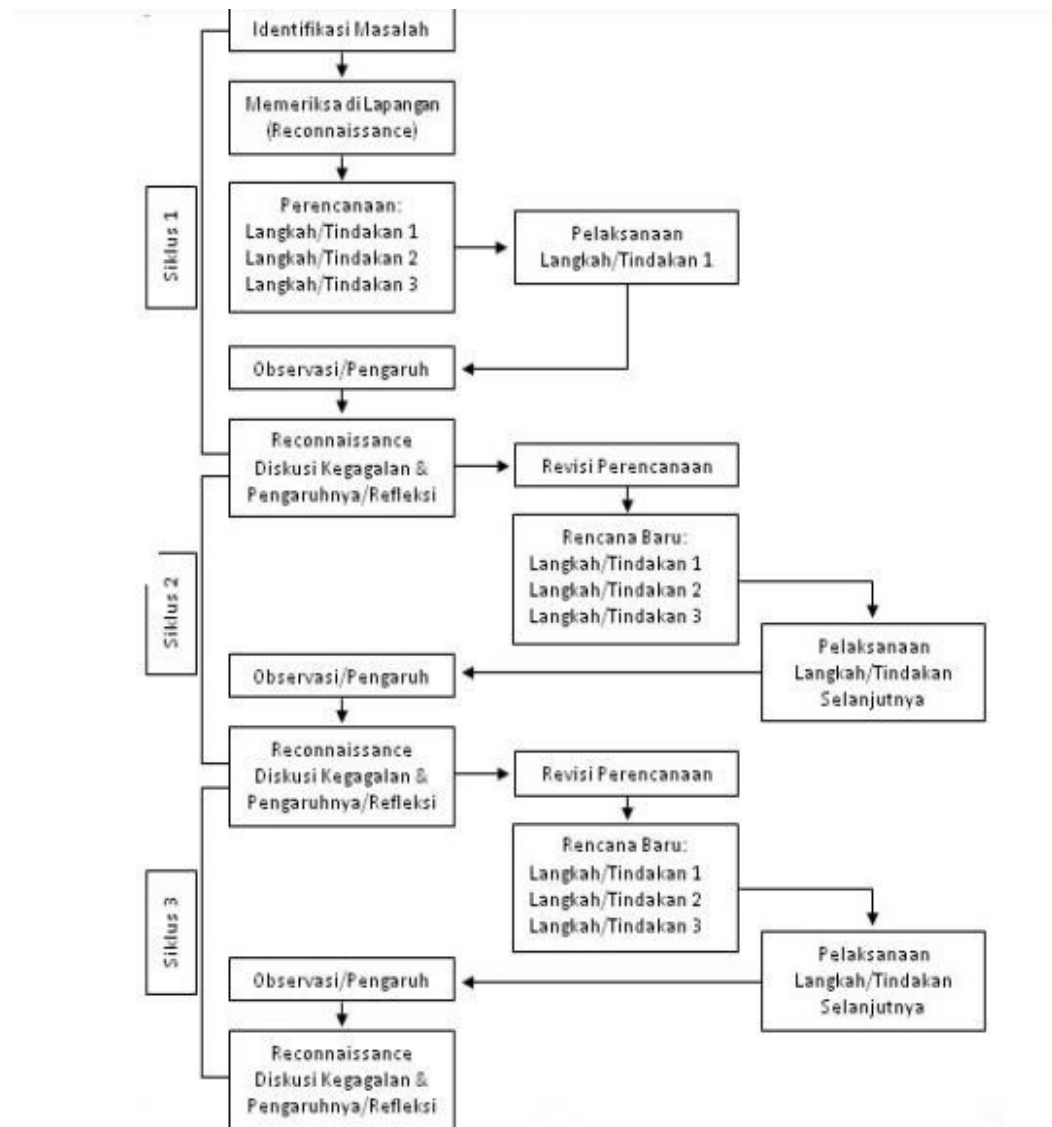 Identifikasi Masalah
Memeriksa di Lapangan
(Reconnaissance)
Siklus 1
Perencanaan:
Langkah/Tindakan 1
Langkah/Tindakan 2
Langkah/Tindakan 3
Pelaksanaan
Langkah/Tindakan 1
Observasi/Pengaruh
Reconnaissance
Diskusi Kegagalan &
Pengaruhnya/Refleksi
Revisi Perencanaan
Siklus 2
Rencana Baru:
Langkah/Tindakan 1
Langkah/Tindakan 2
Langkah/Tindakan 3
Pelaksanaan
Langkah/Tindakan
Selanjutnya
Observasi/Pengaruh
Reconnaissance
Diskusi Kegagalan &
Pengaruhnya/Refleksi
Revisi Perencanaan
Siklus 3
Rencana Baru:
Langkah/Tindakan 1
Langkah/Tindakan 2
Langkah/Tindakan 3
Pelaksanaan
Langkah/Tindakan
Selanjutnya
Observasi/Pengaruh
Reconnaissance
Diskusi Kegagalan &
Pengaruhnya/Refleksi